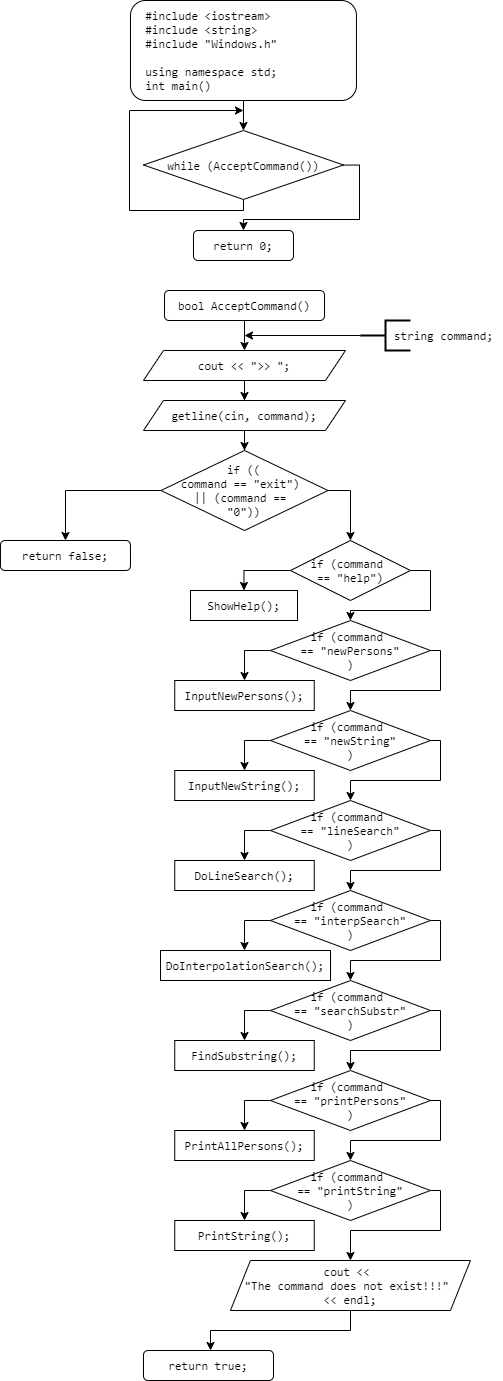 #include <iostream>
#include <string>
#include "Windows.h"
using namespace std;
int main()
while (AcceptCommand())
return 0;
bool AcceptCommand()
string command;
cout << ">> ";
getline(cin, command);
if ((
command == "exit")
|| (command ==
"0"))
return false;
if (command
== "help")
ShowHelp();
if (command
== "newPersons"
)
InputNewPersons();
if (command
== "newString"
)
InputNewString();
if (command
== "lineSearch"
)
DoLineSearch();
if (command
== "interpSearch"
)
DoInterpolationSearch();
if (command
== "searchSubstr"
)
FindSubstring();
if (command
== "printPersons"
)
PrintAllPersons();
if (command
== "printString"
)
PrintString();
cout <<
"The command does not exist!!!"
<< endl;
return true;